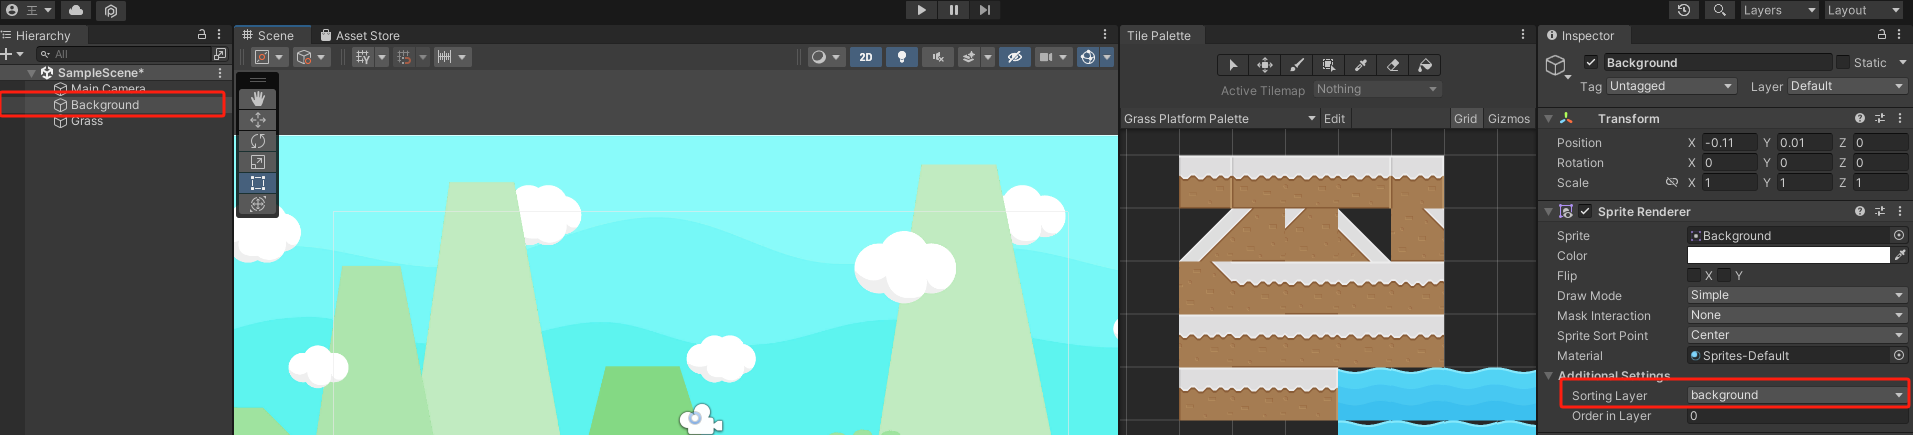 王
Layers
Layout
Hierarchy
Scene
Asset Store
Tile Palette
Inspector
All
2D
SampleScene*
Main Camera
Background
Grass
Active Tilemap Nothing
Grass Platform Palette Edit Grid Gizmos
Background Static
Tag Untagged Layer Default
Transform
Position X -0.11 Y 0.01 Z 0
Rotation X 0 Y 0 Z 0
Scale X 1 Y 1 Z 1
Sprite Renderer
Sprite Background
Color
Flip X Y
Draw Mode Simple
Mask Interaction None
Sprite Sort Point Center
Material Sprites-Default
Additional Settings
Sorting Layer background
Order in Layer 0